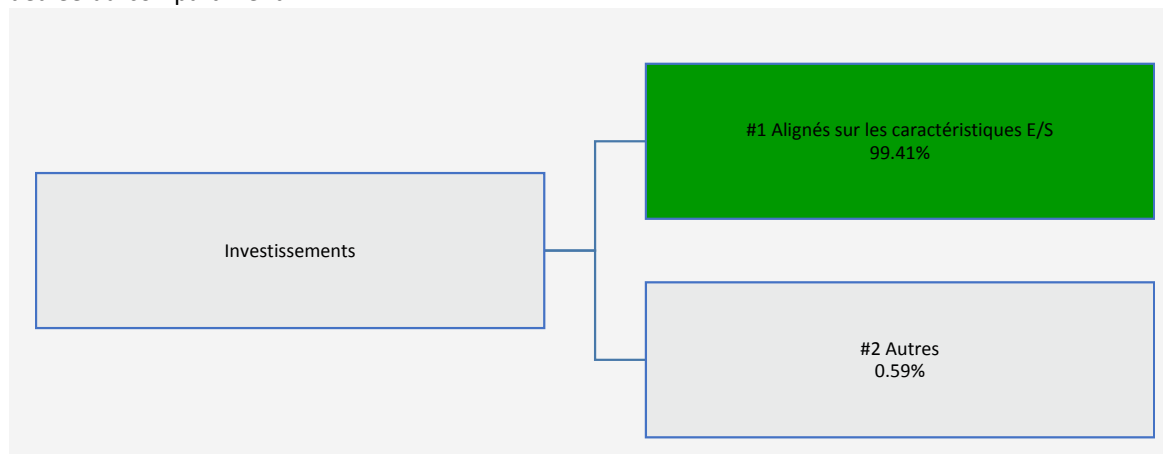 Investissements
#1 Alignés sur les caractéristiques E/S
99.41%
#2 Autres
0.59%